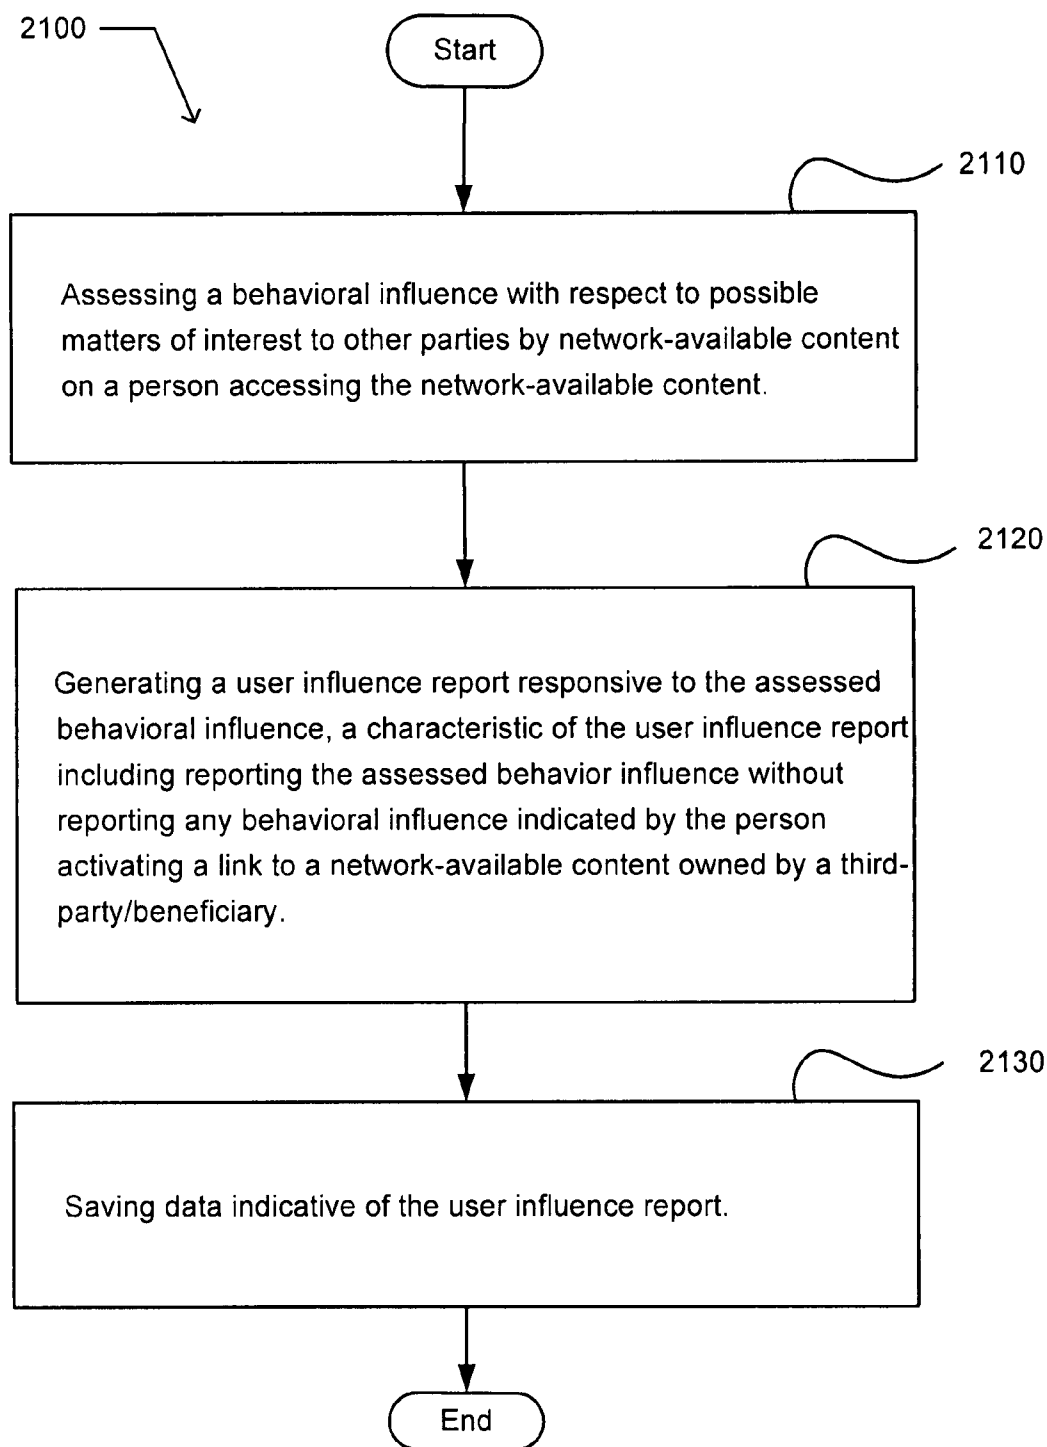 2100
Start
2110
Assessing a behavioral influence with respect to possible
matters of interest to other parties by network-available content
on a person accessing the network-available content.
2120
Generating a user influence report responsive to the assessed
behavioral influence, a characteristic of the user influence report
including reporting the assessed behavior influence without
reporting any behavioral influence indicated by the person
activating a link to a network-available content owned by a third-
party/beneficiary.
2130
Saving data indicative of the user influence report.
End